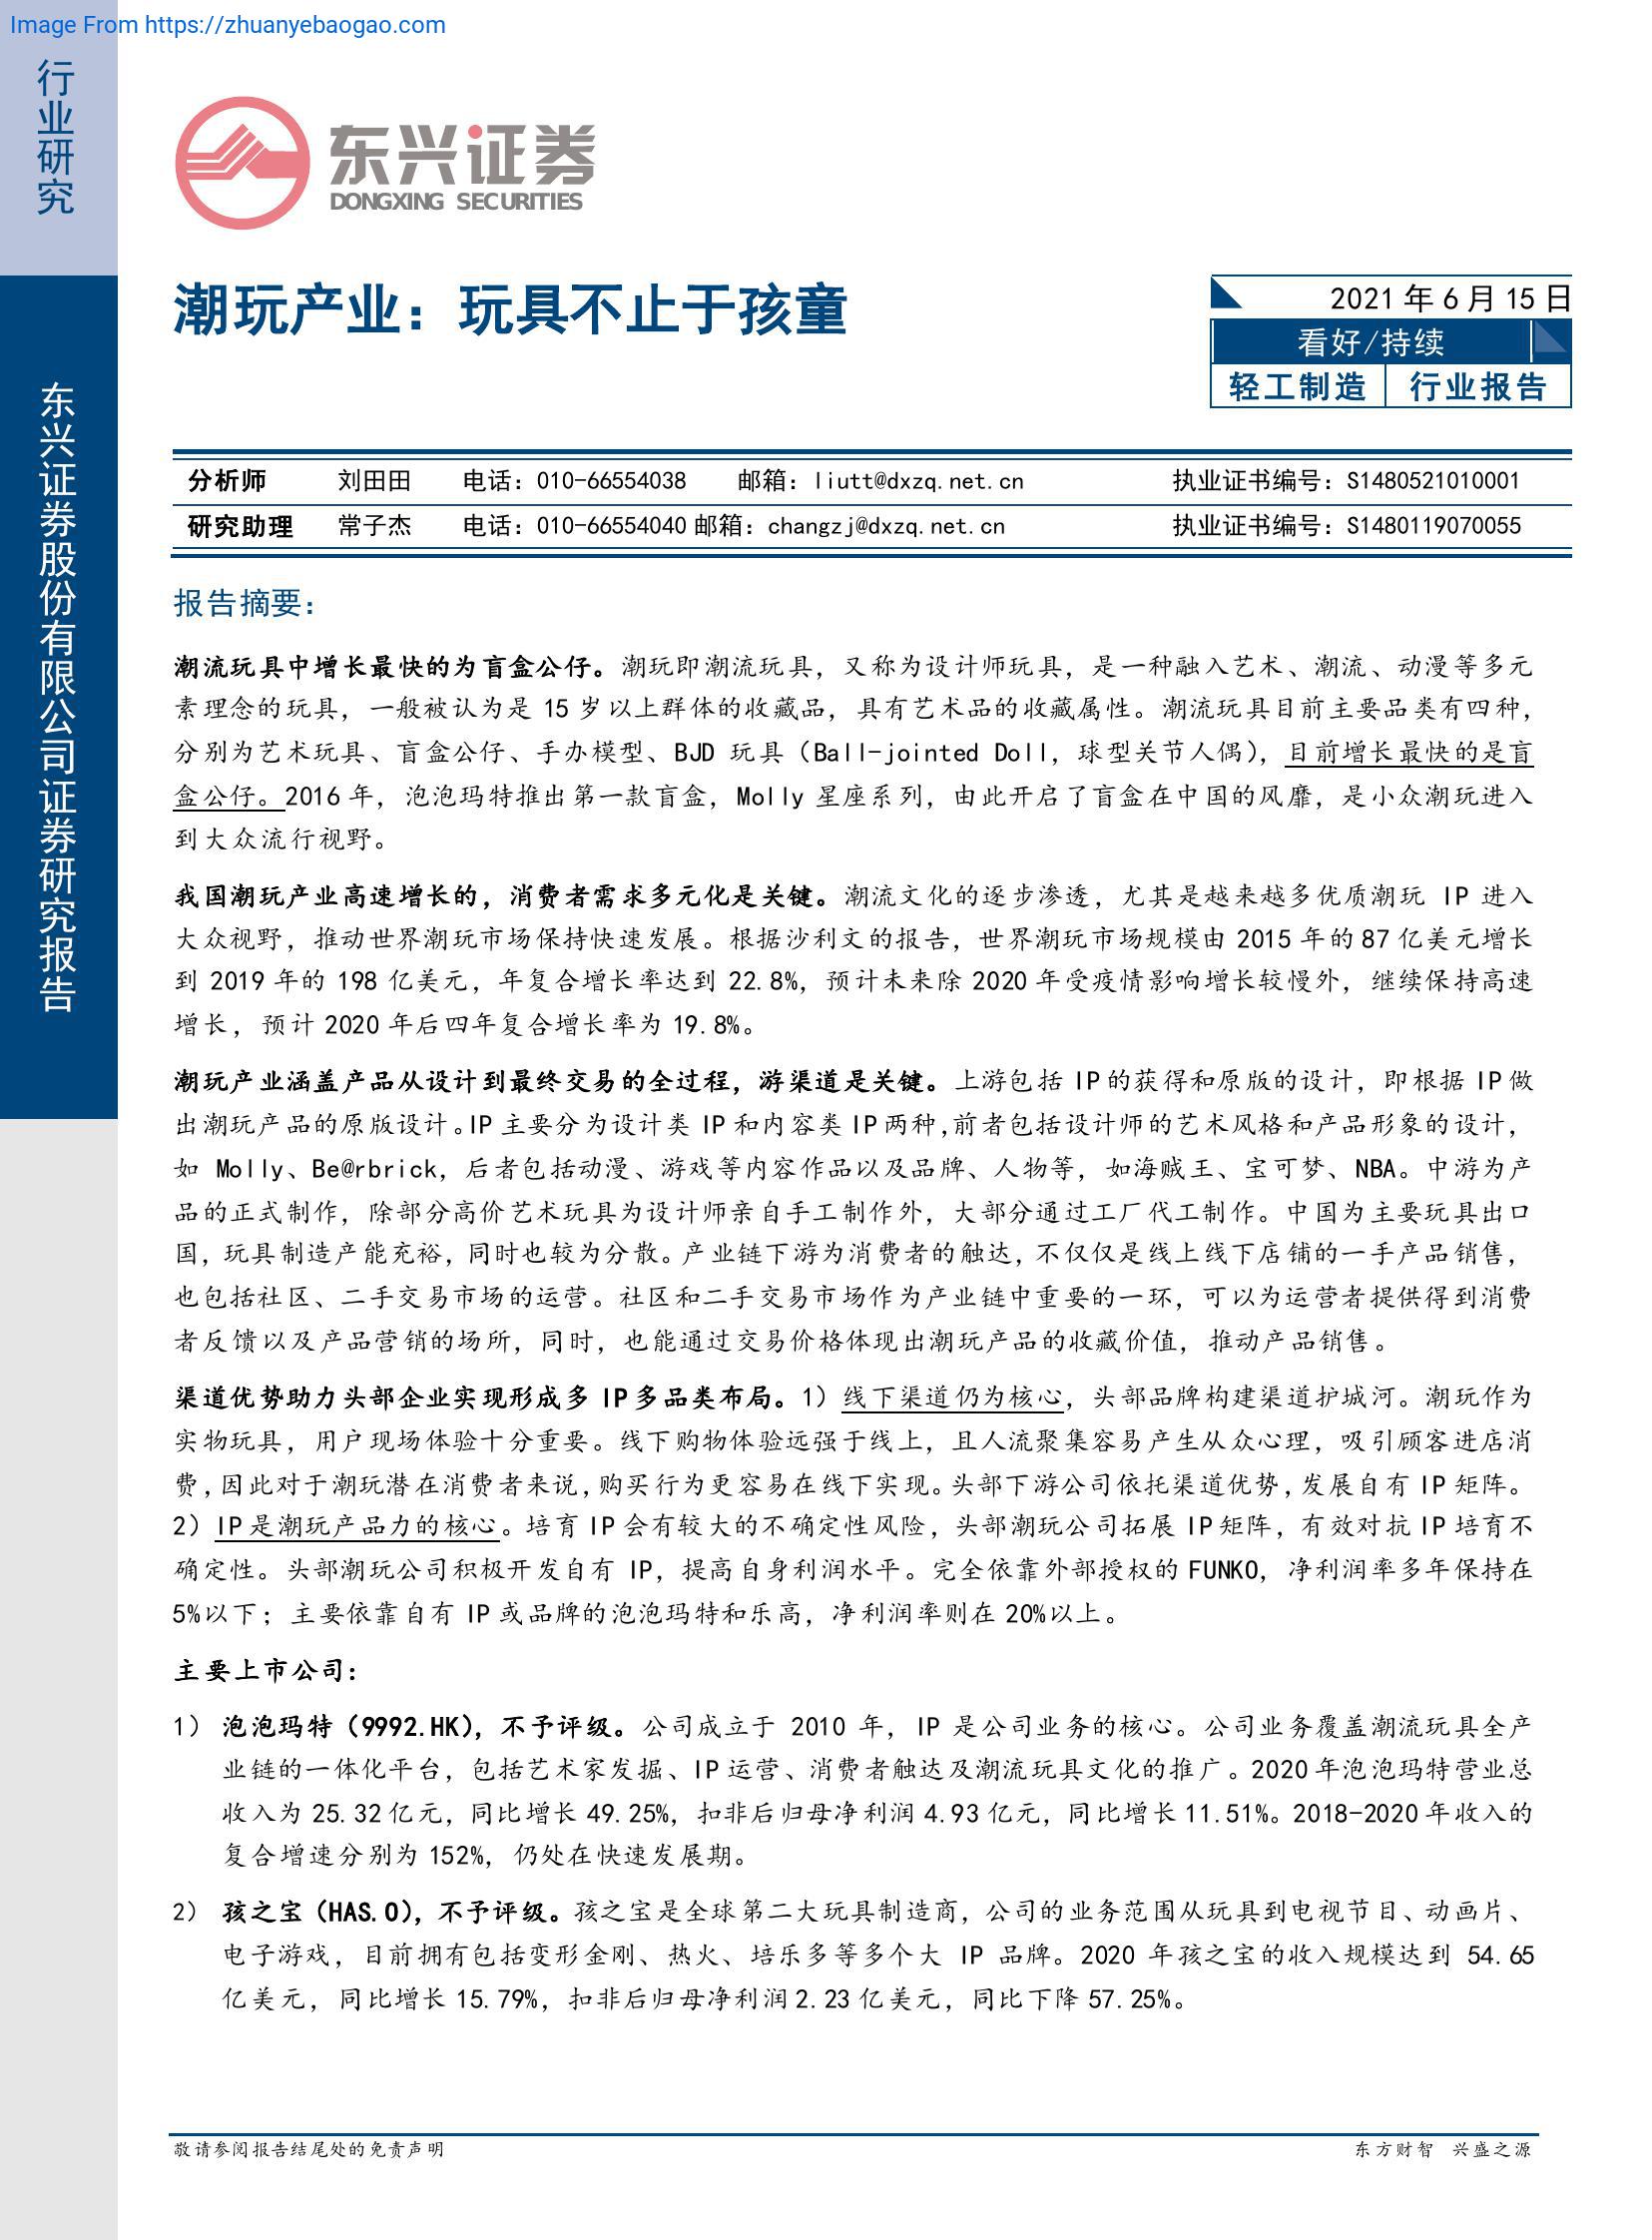 Image From https://zhuanyebaogao.com
行业研究
东兴证券股份有限公司证券研究报告
东兴证券
DONGXING SECURITIES
潮玩产业：玩具不止于孩童
2021 年 6 月 15 日
看好/持续
轻工制造 行业报告
分析师 刘田田 电话：010-66554038 邮箱：liutt@dxzq.net.cn 执业证书编号：S1480521010001
研究助理 常子杰 电话：010-66554040 邮箱：changzj@dxzq.net.cn 执业证书编号：S1480119070055
报告摘要：
潮流玩具中增长最快的为盲盒公仔。潮玩即潮流玩具，又称为设计师玩具，是一种融入艺术、潮流、动漫等多元
素理念的玩具，一般被认为是 15 岁以上群体的收藏品，具有艺术品的收藏属性。潮流玩具目前主要品类有四种，
分别为艺术玩具、盲盒公仔、手办模型、BJD 玩具（Ball-jointed Doll，球型关节人偶），目前增长最快的是盲
盒公仔。2016 年，泡泡玛特推出第一款盲盒，Molly 星座系列，由此开启了盲盒在中国的风靡，是小众潮玩进入
到大众流行视野。
我国潮玩产业高速增长的，消费者需求多元化是关键。潮流文化的逐步渗透，尤其是越来越多优质潮玩 IP 进入
大众视野，推动世界潮玩市场保持快速发展。根据沙利文的报告，世界潮玩市场规模由 2015 年的 87 亿美元增长
到 2019 年的 198 亿美元，年复合增长率达到 22.8%，预计未来除 2020 年受疫情影响增长较慢外，继续保持高速
增长，预计 2020 年后四年复合增长率为 19.8%。
潮玩产业涵盖产品从设计到最终交易的全过程，游渠道是关键。上游包括 IP 的获得和原版的设计，即根据 IP 做
出潮玩产品的原版设计。IP 主要分为设计类 IP 和内容类 IP 两种，前者包括设计师的艺术风格和产品形象的设计，
如 Molly、Be@rbrick，后者包括动漫、游戏等内容作品以及品牌、人物等，如海贼王、宝可梦、NBA。中游为产
品的正式制作，除部分高价艺术玩具为设计师亲自手工制作外，大部分通过工厂代工制作。中国为主要玩具出口
国，玩具制造产能充裕，同时也较为分散。产业链下游为消费者的触达，不仅仅是线上线下店铺的一手产品销售，
也包括社区、二手交易市场的运营。社区和二手交易市场作为产业链中重要的一环，可以为运营者提供得到消费
者反馈以及产品营销的场所，同时，也能通过交易价格体现出潮玩产品的收藏价值，推动产品销售。
渠道优势助力头部企业实现形成多 IP 多品类布局。1）线下渠道仍为核心，头部品牌构建渠道护城河。潮玩作为
实物玩具，用户现场体验十分重要。线下购物体验远强于线上，且人流聚集容易产生从众心理，吸引顾客进店消
费，因此对于潮玩潜在消费者来说，购买行为更容易在线下实现。头部下游公司依托渠道优势，发展自有 IP 矩阵。
2）IP 是潮玩产品力的核心。培育 IP 会有较大的不确定性风险，头部潮玩公司拓展 IP 矩阵，有效对抗 IP 培育不
确定性。头部潮玩公司积极开发自有 IP，提高自身利润水平。完全依靠外部授权的 FUNKO，净利润率多年保持在
5%以下；主要依靠自有 IP 或品牌的泡泡玛特和乐高，净利润率则在 20%以上。
主要上市公司：
1） 泡泡玛特（9992.HK），不予评级。公司成立于 2010 年，IP 是公司业务的核心。公司业务覆盖潮流玩具全产
业链的一体化平台，包括艺术家发掘、IP 运营、消费者触达及潮流玩具文化的推广。2020 年泡泡玛特营业总
收入为 25.32 亿元，同比增长 49.25%，扣非后归母净利润 4.93 亿元，同比增长 11.51%。2018-2020 年收入的
复合增速分别为 152%，仍处在快速发展期。
2） 孩之宝（HAS.O），不予评级。孩之宝是全球第二大玩具制造商，公司的业务范围从玩具到电视节目、动画片、
电子游戏，目前拥有包括变形金刚、热火、培乐多等多个大 IP 品牌。2020 年孩之宝的收入规模达到 54.65
亿美元，同比增长 15.79%，扣非后归母净利润 2.23 亿美元，同比下降 57.25%。
敬请参阅报告结尾处的免责声明 东方财智 兴盛之源